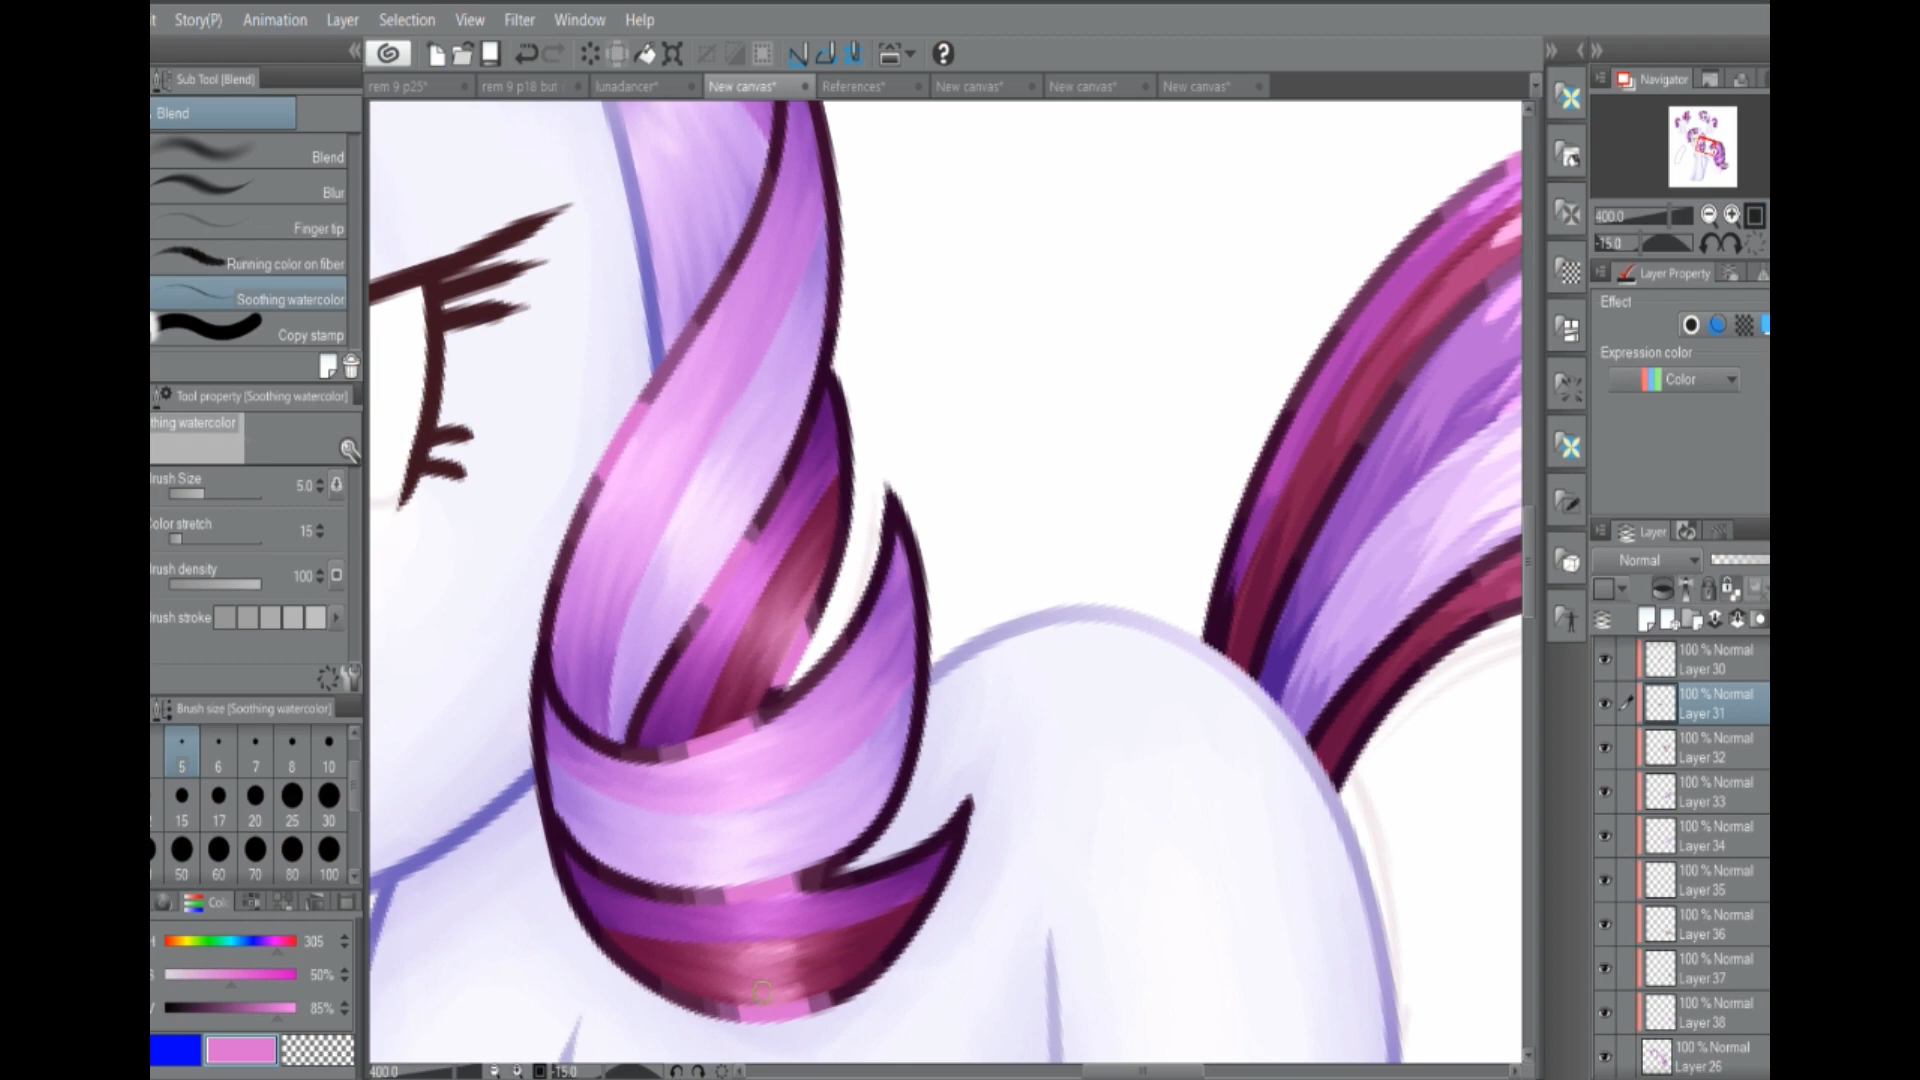 t Story(P) Animation Layer Selection View Filter Window Help
Sub Tool [Blend]
rem 9 p25* rem 9 p18 but lunadancer* New canvas* References* New canvas* New canvas* New canvas*
Navigator
Blend
Blend
Blur
Finger tip
Running color on fiber
Soothing watercolor
Copy stamp
400.0
-15.0
Layer Property
Effect
Expression color
Color
Tool property [Soothing watercolor]
thing watercolor
rush Size 5.0
Color stretch 15
rush density 100
rush stroke
Layer
Normal
Brush size [Soothing watercolor]
5 6 7 8 10
15 17 20 25 30
50 60 70 80 100
Col
H 305
S 50%
V 85%
100 % Normal
Layer 30
100 % Normal
Layer 31
100 % Normal
Layer 32
100 % Normal
Layer 33
100 % Normal
Layer 34
100 % Normal
Layer 35
100 % Normal
Layer 36
100 % Normal
Layer 37
100 % Normal
Layer 38
100 % Normal
Layer 26
400.0 -15.0